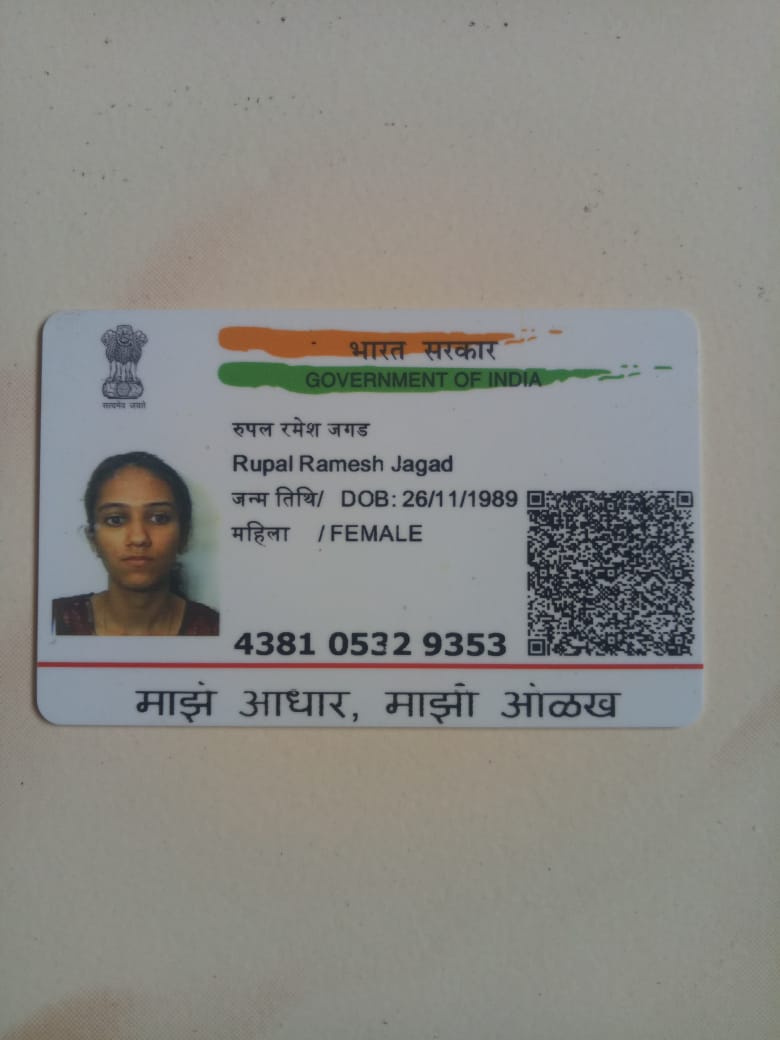 सत्यमेव जयते
भारत सरकार
GOVERNMENT OF INDIA
रुपल रमेश जगड
Rupal Ramesh Jagad
जन्म तिथि/ DOB: 26/11/1989
महिला / FEMALE
4381 0532 9353
माझे आधार, माझी ओळख